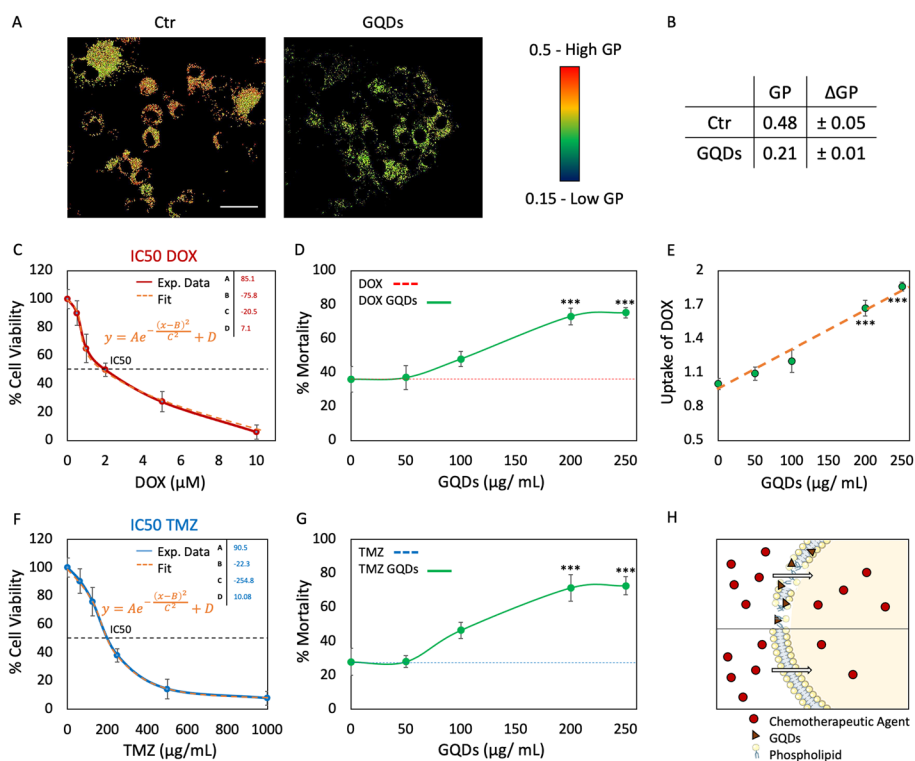 A
Ctr
GQDs
0.5 - High GP
0.15 - Low GP
B
GP ΔGP
Ctr 0.48 ± 0.05
GQDs 0.21 ± 0.01
C
IC50 DOX
% Cell Viability
120
100
80
60
40
20
0
Exp. Data
Fit
A 85.1
B -75.8
C -20.5
D 7.1
y = Ae^{-\frac{(x-B)^2}{C^2}} + D
IC50
0 2 4 6 8 10
DOX (µM)
D
% Mortality
100
80
60
40
20
0
DOX
DOX GQDs
*** ***
0 50 100 150 200 250
GQDs (µg/ mL)
E
Uptake of DOX
2
1.7
1.4
1.1
0.8
0.5
***
***
0 50 100 150 200 250
GQDs (µg/ mL)
F
IC50 TMZ
% Cell Viability
120
100
80
60
40
20
0
Exp. Data
Fit
A 90.5
B -22.3
C -254.8
D 10.08
y = Ae^{-\frac{(x-B)^2}{C^2}} + D
IC50
0 200 400 600 800 1000
TMZ (µg/mL)
G
% Mortality
100
80
60
40
20
0
TMZ
TMZ GQDs
*** ***
0 50 100 150 200 250
GQDs (µg/ mL)
H
Chemotherapeutic Agent
GQDs
Phospholipid